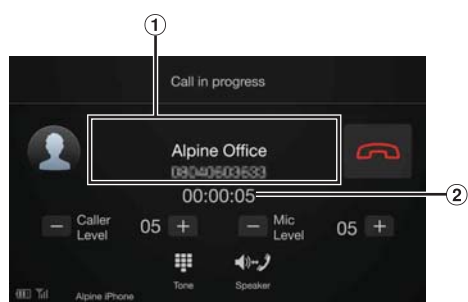 ①
Call in progress
Alpine Office
08040603633
00:00:05
②
− Caller Level 05 +
− Mic Level 05 +
Tone
Speaker
Alpine iPhone